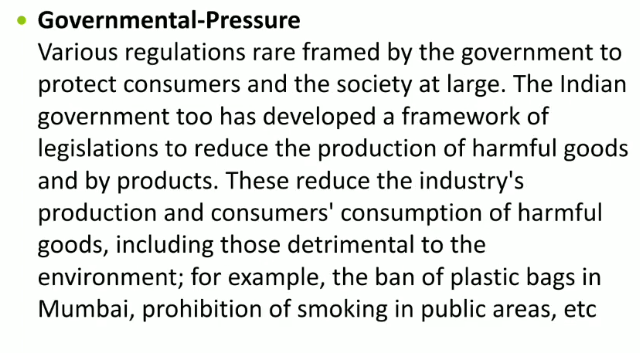 • Governmental-Pressure
Various regulations rare framed by the government to
protect consumers and the society at large. The Indian
government too has developed a framework of
legislations to reduce the production of harmful goods
and by products. These reduce the industry's
production and consumers' consumption of harmful
goods, including those detrimental to the
environment; for example, the ban of plastic bags in
Mumbai, prohibition of smoking in public areas, etc